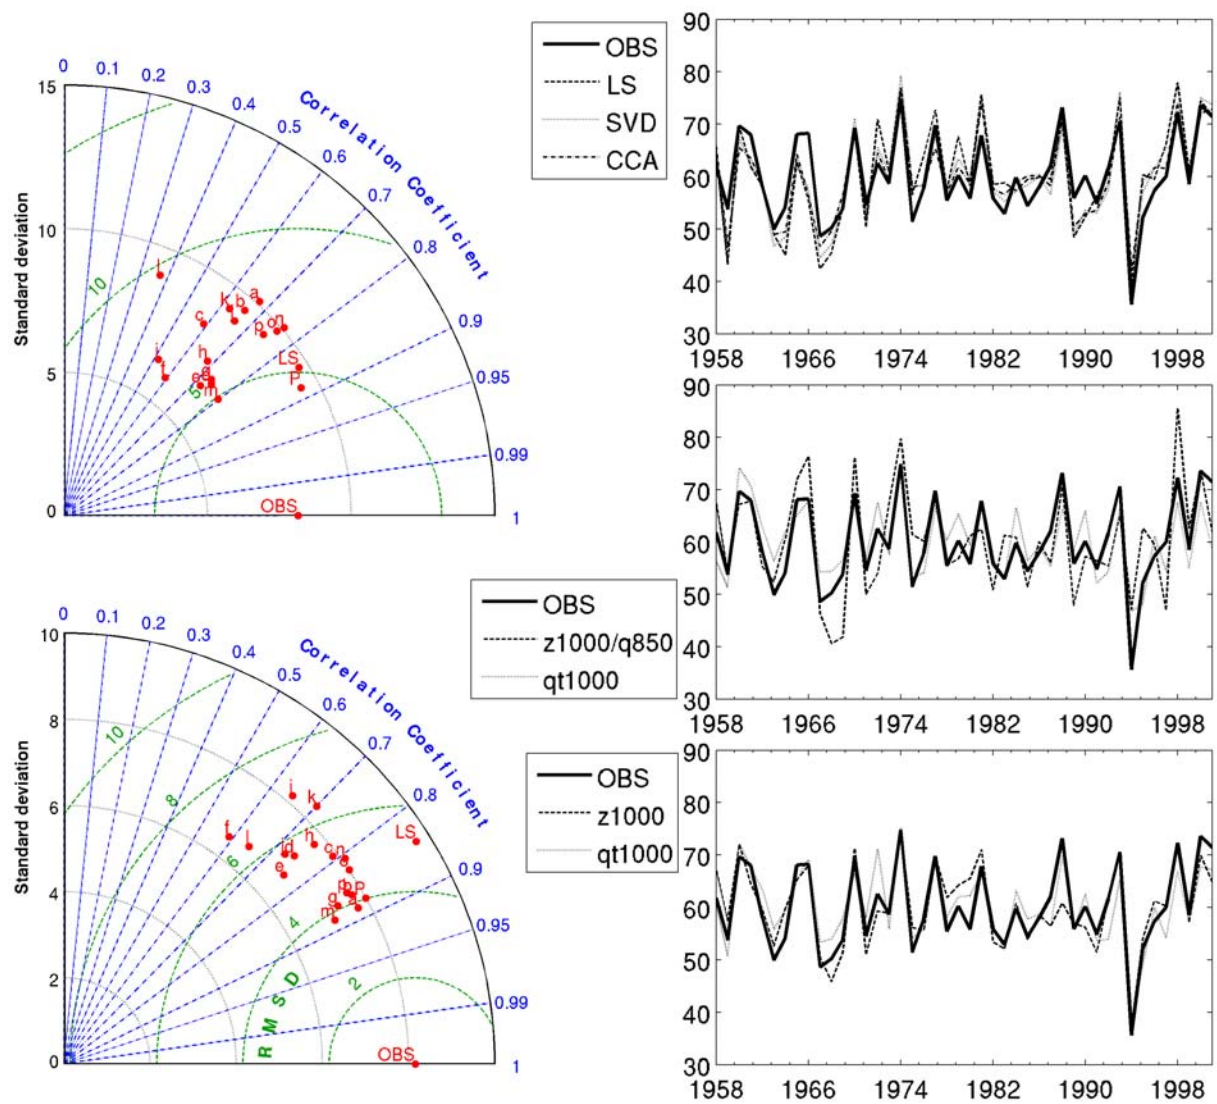 0 0.1 0.2 0.3 0.4 0.5 0.6 0.7 0.8 0.9 0.95 0.99 1
Correlation Coefficient
Standard deviation
15
10
5
0
10
5
l
k b a
c
p o n
i
f
h
e g
m
LS
P
OBS
OBS
LS
SVD
CCA
90
80
70
60
50
40
30
1958 1966 1974 1982 1990 1998
OBS
z1000/q850
qt1000
90
80
70
60
50
40
30
1958 1966 1974 1982 1990 1998
0 0.1 0.2 0.3 0.4 0.5 0.6 0.7 0.8 0.9 0.95 0.99 1
Correlation Coefficient
Standard deviation
10
8
6
4
2
0
10
8
6
4
2
RMSD
i k
f l
d h
c n
e
g
m
p
LS
OBS
OBS
z1000
qt1000
90
80
70
60
50
40
30
1958 1966 1974 1982 1990 1998